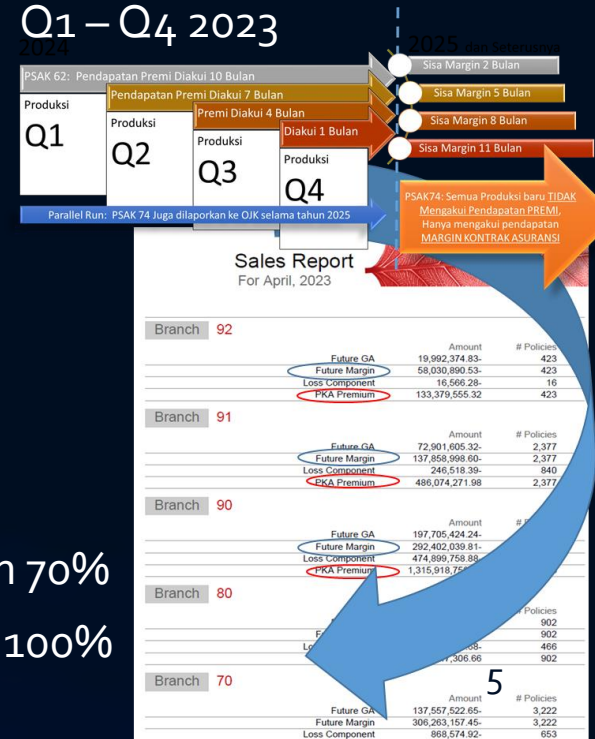 Q1 – Q4 2023
2024
2025 dan Seterusnya
PSAK 62: Pendapatan Premi Diakui 10 Bulan
Pendapatan Premi Diakui 7 Bulan
Premi Diakui 4 Bulan
Diakui 1 Bulan
Sisa Margin 2 Bulan
Sisa Margin 5 Bulan
Sisa Margin 8 Bulan
Sisa Margin 11 Bulan
Produksi
Q1
Produksi
Q2
Produksi
Q3
Produksi
Q4
Parallel Run: PSAK 74 Juga dilaporkan ke OJK selama tahun 2025
PSAK74: Semua Produksi baru TIDAK
Mengakui Pendapatan PREMI,
Hanya mengakui pendapatan
MARGIN KONTRAK ASURANSI
Sales Report
For April, 2023
Branch 92
Amount # Policies
Future GA 19,992,374.83- 423
Future Margin 58,030,890.53- 423
Loss Component 16,566.28- 16
PKA Premium 133,379,555.32 423
Branch 91
Amount # Policies
Future GA 72,901,605.32- 2,377
Future Margin 137,858,998.60- 2,377
Loss Component 246,518.39- 840
PKA Premium 486,074,271.98 2,377
Branch 90
Amount
Future GA 197,705,424.24-
Future Margin 292,402,039.81-
Loss Component 474,899,758.88-
PKA Premium
70%
Branch 80
Policies
902
902
466
902
100%
Branch 70
5
Amount # Policies
Future GA 137,557,522.65- 3,222
Future Margin 306,263,157.45- 3,222
Loss Component 868,574.92- 653